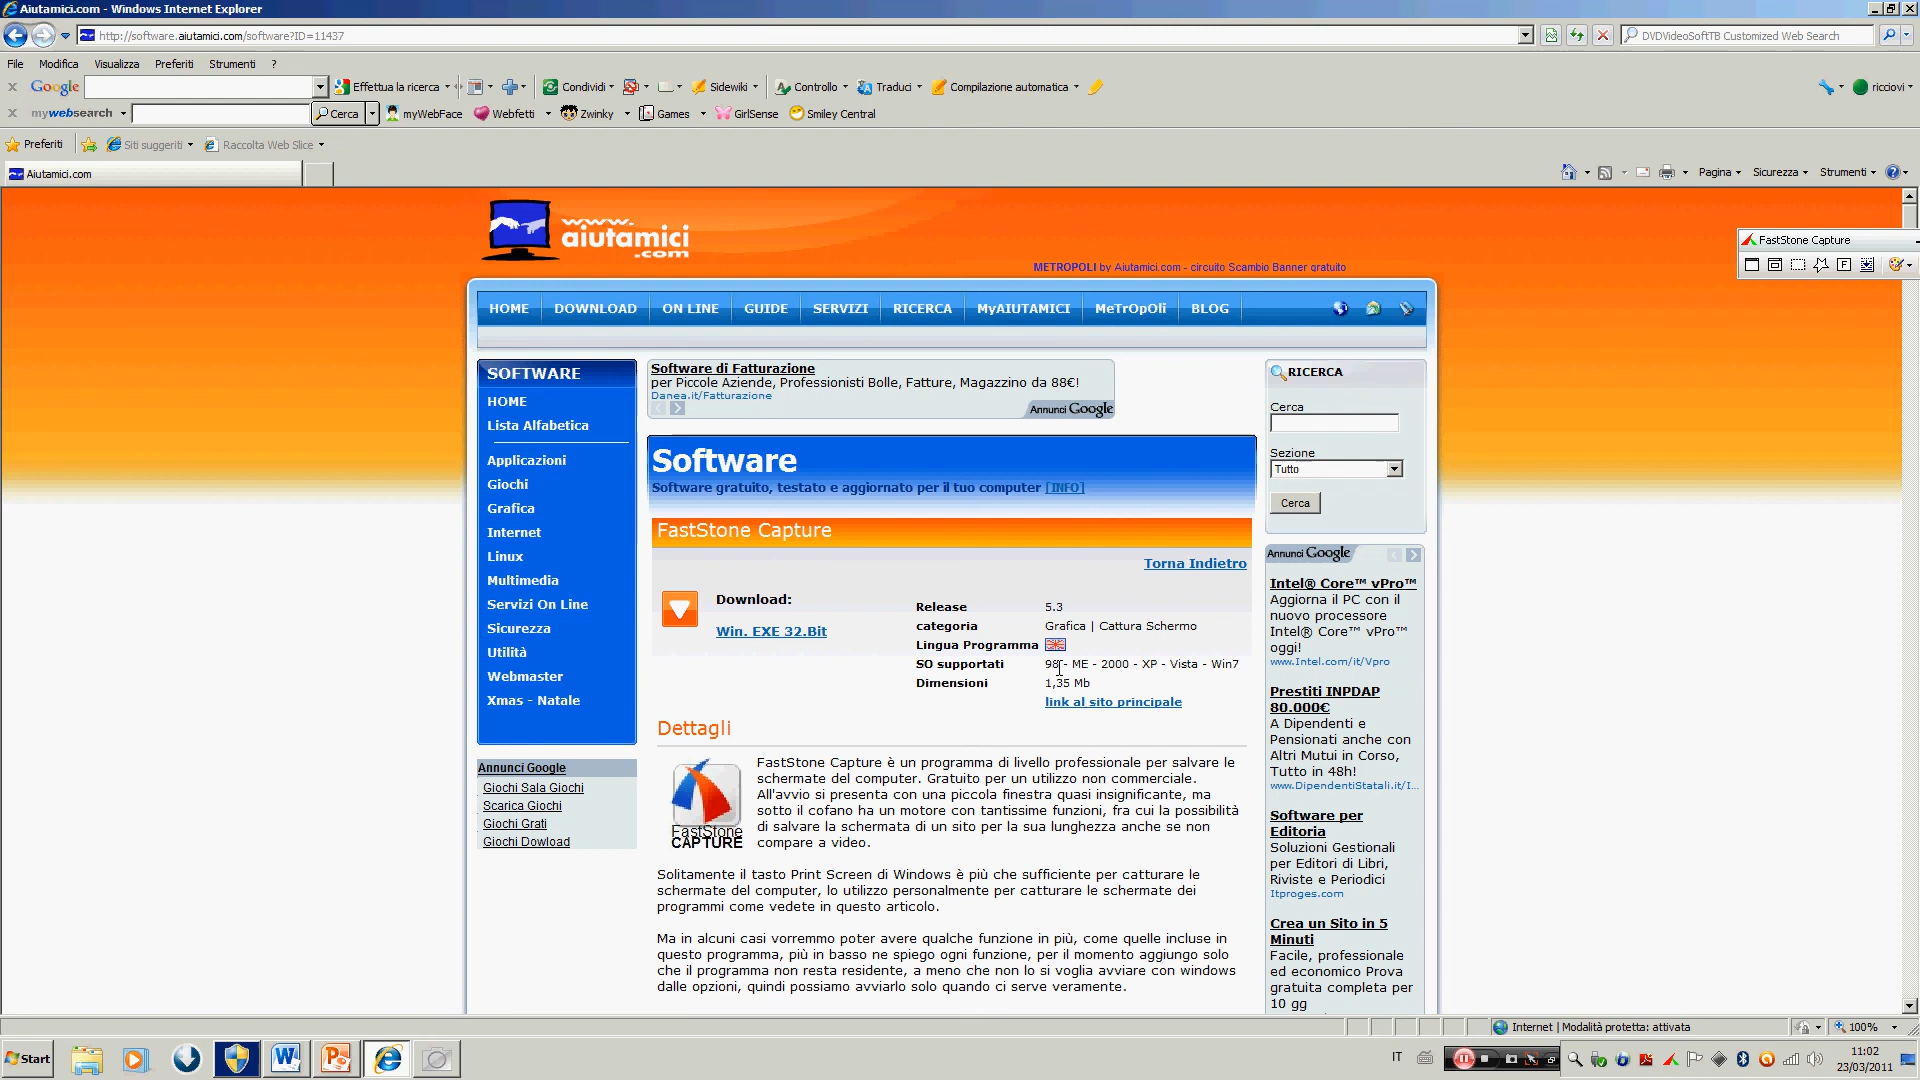 Aiutamici.com - Windows Internet Explorer
http://software.aiutamici.com/software?ID=11437
DVDVideoSoftTB Customized Web Search
File Modifica Visualizza Preferiti Strumenti ?
x Google Effettua la ricerca Condividi Sidewiki Controllo Traduci Compilazione automatica ricciovi
x mywebsearch Cerca myWebFace Webfetti Zwinky Games GirlSense Smiley Central
Preferiti Siti suggeriti Raccolta Web Slice
Aiutamici.com
Pagina Sicurezza Strumenti
www.
aiutamici
.com
METROPOLI by Aiutamici.com - circuito Scambio Banner gratuito
FastStone Capture
HOME DOWNLOAD ON LINE GUIDE SERVIZI RICERCA MyAIUTAMICI MeTrOpOli BLOG
SOFTWARE
HOME
Lista Alfabetica
Applicazioni
Giochi
Grafica
Internet
Linux
Multimedia
Servizi On Line
Sicurezza
Utilità
Webmaster
Xmas - Natale
Annunci Google
Giochi Sala Giochi
Scarica Giochi
Giochi Grati
Giochi Dowload
Software di Fatturazione
per Piccole Aziende, Professionisti Bolle, Fatture, Magazzino da 88€!
Danea.it/Fatturazione
Annunci Google
Software
Software gratuito, testato e aggiornato per il tuo computer [INFO]
FastStone Capture
Torna Indietro
Download:
Win. EXE 32.Bit
Release 5.3
categoria Grafica | Cattura Schermo
Lingua Programma
SO supportati 98 - ME - 2000 - XP - Vista - Win7
Dimensioni 1,35 Mb
link al sito principale
Dettagli
FastStone
CAPTURE
FastStone Capture è un programma di livello professionale per salvare le
schermate del computer. Gratuito per un utilizzo non commerciale.
All'avvio si presenta con una piccola finestra quasi insignificante, ma
sotto il cofano ha un motore con tantissime funzioni, fra cui la possibilità
di salvare la schermata di un sito per la sua lunghezza anche se non
compare a video.
Solitamente il tasto Print Screen di Windows è più che sufficiente per catturare le
schermate del computer, lo utilizzo personalmente per catturare le schermate dei
programmi come vedete in questo articolo.
Ma in alcuni casi vorremmo poter avere qualche funzione in più, come quelle incluse in
questo programma, più in basso ne spiego ogni funzione, per il momento aggiungo solo
che il programma non resta residente, a meno che non lo si voglia avviare con windows
dalle opzioni, quindi possiamo avviarlo solo quando ci serve veramente.
RICERCA
Cerca
Sezione
Tutto
Cerca
Annunci Google
Intel® Core™ vPro™
Aggiorna il PC con il
nuovo processore
Intel® Core™ vPro™
oggi!
www.Intel.com/it/Vpro
Prestiti INPDAP
80.000€
A Dipendenti e
Pensionati anche con
Altri Mutui in Corso,
Tutto in 48h!
www.DipendentiStatali.it/I...
Software per
Editoria
Soluzioni Gestionali
per Editori di Libri,
Riviste e Periodici
Itproges.com
Crea un Sito in 5
Minuti
Facile, professionale
ed economico Prova
gratuita completa per
10 gg
Internet | Modalità protetta: attivata
100%
Start
IT
11:02
23/03/2011